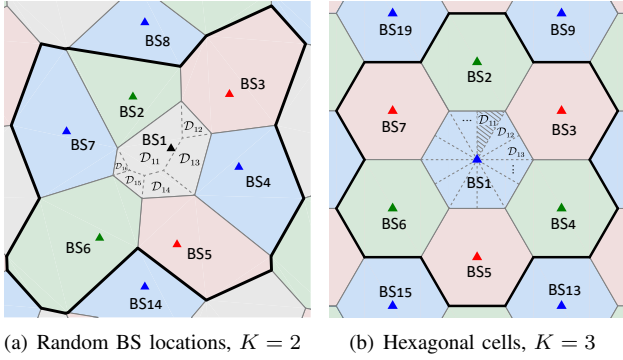 BS8
BS3
BS2
𝒟₁₂
BS1
BS7
𝒟₁₁
𝒟₁₃
𝒟₁₅
𝒟₁₄
BS4
BS6
BS5
BS14
(a) Random BS locations, K = 2
BS19
BS9
BS2
...
𝒟₁₁
BS7
𝒟₁₂
BS3
𝒟₁₃
...
BS1
BS6
BS4
BS5
BS15
BS13
(b) Hexagonal cells, K = 3